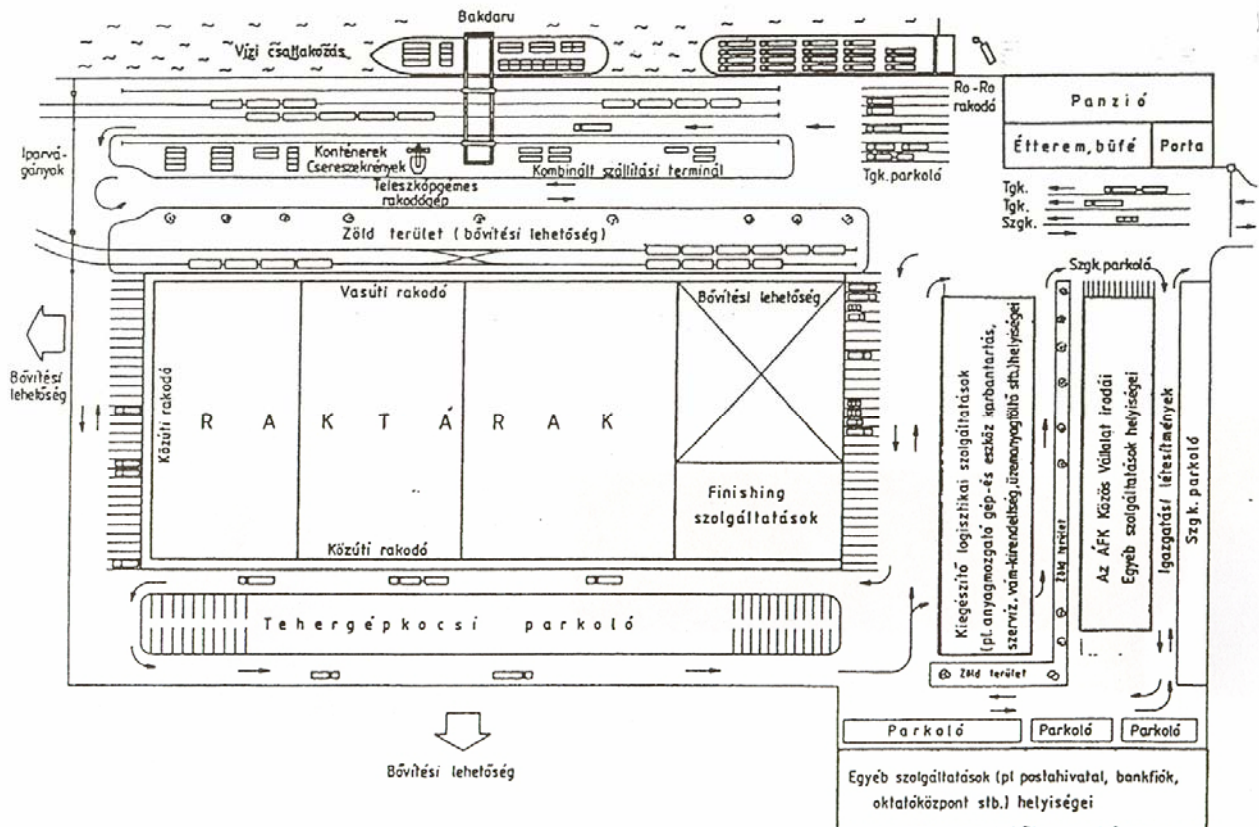 Bakdaru
Vízi csatlakozás
Ro-Ro
rakodó
Panzió
Étterem, büfé
Porta
Iparvá-
gányok
Konténerek
Csereszekrények
Kombinált szállítási terminál
Teleszkópgémes
rakodógép
Tgk. parkoló
Tgk.
Tgk.
Szgk.
Zöld terület (bővítési lehetőség)
Szgk. parkoló
Vasúti rakodó
Bővítési lehetőség
Bővítési
lehetőség
Közúti rakodó
RAKTÁRAK
Finishing
szolgáltatások
Közúti rakodó
Kiegészítő logisztikai szolgáltatások
(pl. anyagmozgató gép-és eszköz karbantartás,
szerviz, vám-kirendeltség, üzemanyagtöltő stb.) helyiségei
Zöld terület
Az ÁFK Közös Vállalat irodái
Egyéb szolgáltatások helyiségei
Igazgatási létesítmények
Szgk. parkoló
Tehergépkocsi parkoló
Zöld terület
Parkoló
Parkoló
Parkoló
Bővítési lehetőség
Egyéb szolgáltatások (pl postahivatal, bankfiók,
oktatóközpont stb.) helyiségei